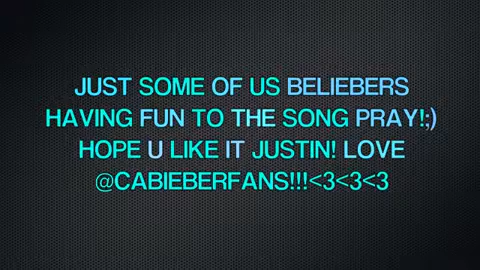 JUST SOME OF US BELIEBERS
HAVING FUN TO THE SONG PRAY!;)
HOPE U LIKE IT JUSTIN! LOVE
@CABIEBERFANS!!!<3<3<3